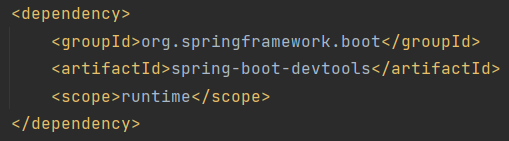 <dependency>
    <groupId>org.springframework.boot</groupId>
    <artifactId>spring-boot-devtools</artifactId>
    <scope>runtime</scope>
</dependency>